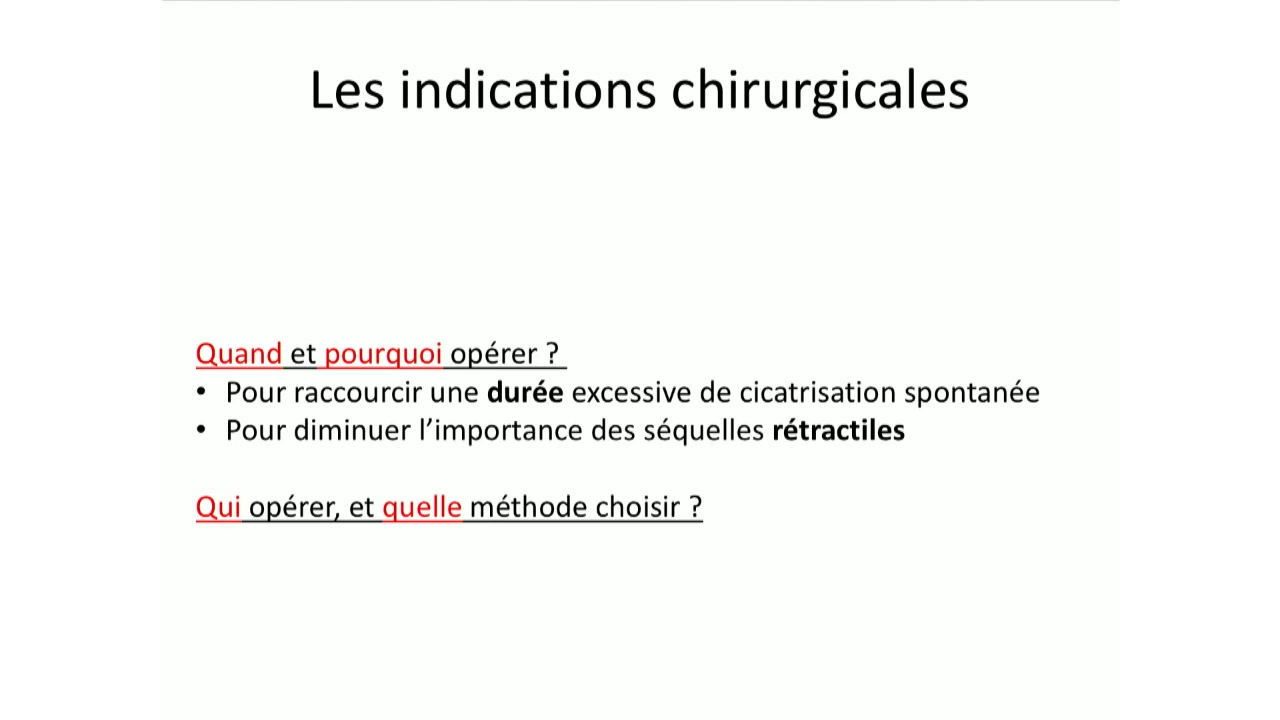 Les indications chirurgicales
Quand et pourquoi opérer ?
• Pour raccourcir une durée excessive de cicatrisation spontanée
• Pour diminuer l’importance des séquelles rétractiles
Qui opérer, et quelle méthode choisir ?